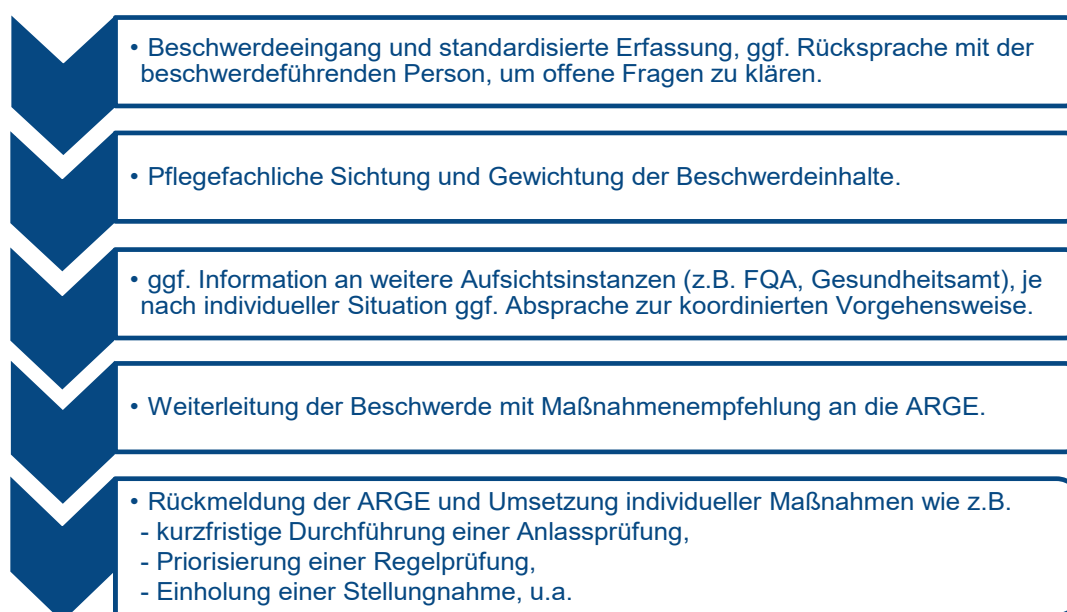 • Beschwerdeeingang und standardisierte Erfassung, ggf. Rücksprache mit der
beschwerdeführenden Person, um offene Fragen zu klären.
• Pflegefachliche Sichtung und Gewichtung der Beschwerdeinhalte.
• ggf. Information an weitere Aufsichtsinstanzen (z.B. FQA, Gesundheitsamt), je
nach individueller Situation ggf. Absprache zur koordinierten Vorgehensweise.
• Weiterleitung der Beschwerde mit Maßnahmenempfehlung an die ARGE.
• Rückmeldung der ARGE und Umsetzung individueller Maßnahmen wie z.B.
- kurzfristige Durchführung einer Anlassprüfung,
- Priorisierung einer Regelprüfung,
- Einholung einer Stellungnahme, u.a.